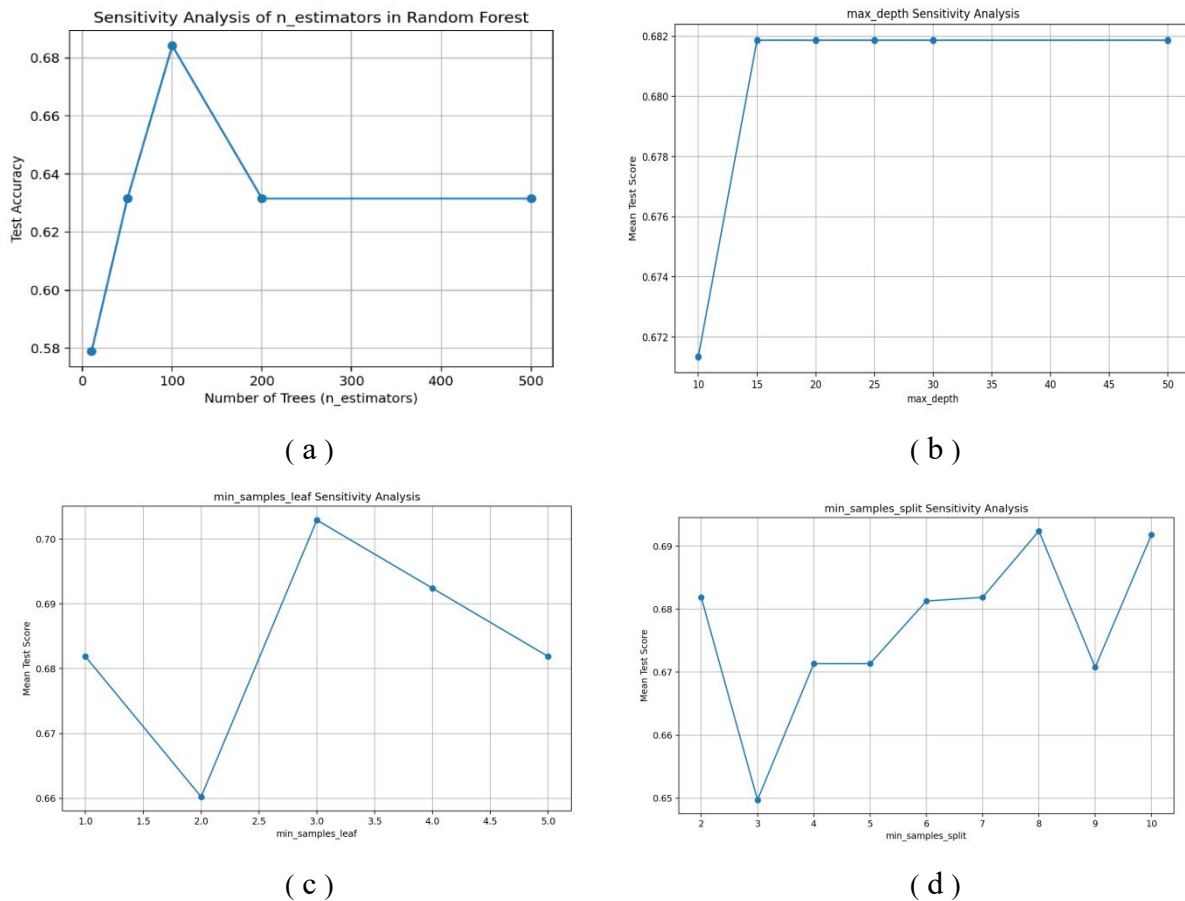 Sensitivity Analysis of n_estimators in Random Forest
0.68
0.66
0.64
0.62
0.60
0.58
Test Accuracy
0 100 200 300 400 500
Number of Trees (n_estimators)
( a )
max_depth Sensitivity Analysis
0.682
0.680
0.678
0.676
0.674
0.672
Mean Test Score
10 15 20 25 30 35 40 45 50
max_depth
( b )
min_samples_leaf Sensitivity Analysis
0.70
0.69
0.68
0.67
0.66
Mean Test Score
1.0 1.5 2.0 2.5 3.0 3.5 4.0 4.5 5.0
min_samples_leaf
( c )
min_samples_split Sensitivity Analysis
0.69
0.68
0.67
0.66
0.65
Mean Test Score
2 3 4 5 6 7 8 9 10
min_samples_split
( d )